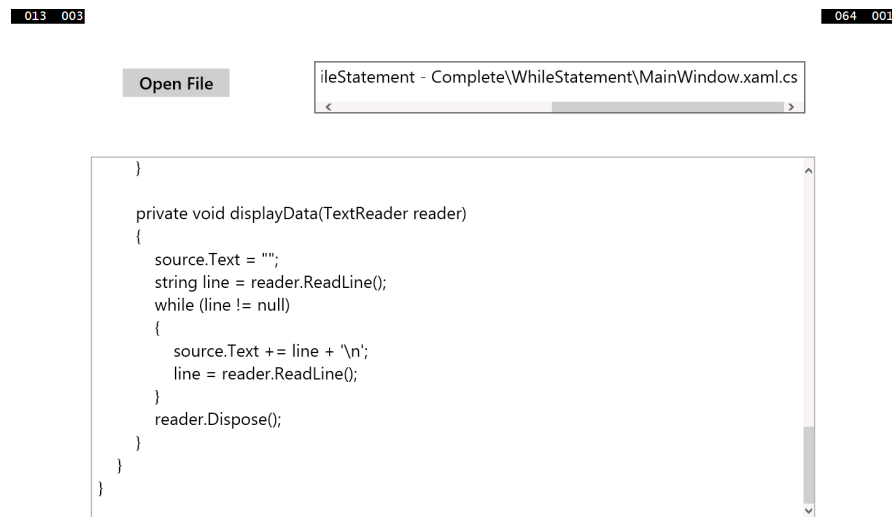 013 003
064 001
Open File
ileStatement - Complete\WhileStatement\MainWindow.xaml.cs
}
private void displayData(TextReader reader)
{
source.Text = "";
string line = reader.ReadLine();
while (line != null)
{
source.Text += line + '\n';
line = reader.ReadLine();
}
reader.Dispose();
}
}
}